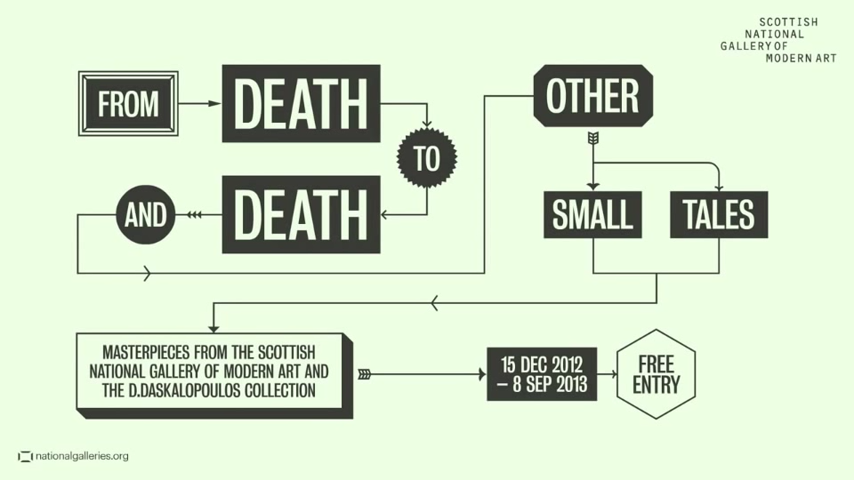 SCOTTISH
NATIONAL
GALLERY OF
MODERN ART
FROM
DEATH
TO
DEATH
AND
OTHER
SMALL
TALES
MASTERPIECES FROM THE SCOTTISH
NATIONAL GALLERY OF MODERN ART AND
THE D.DASKALOPOULOS COLLECTION
15 DEC 2012
– 8 SEP 2013
FREE
ENTRY
nationalgalleries.org